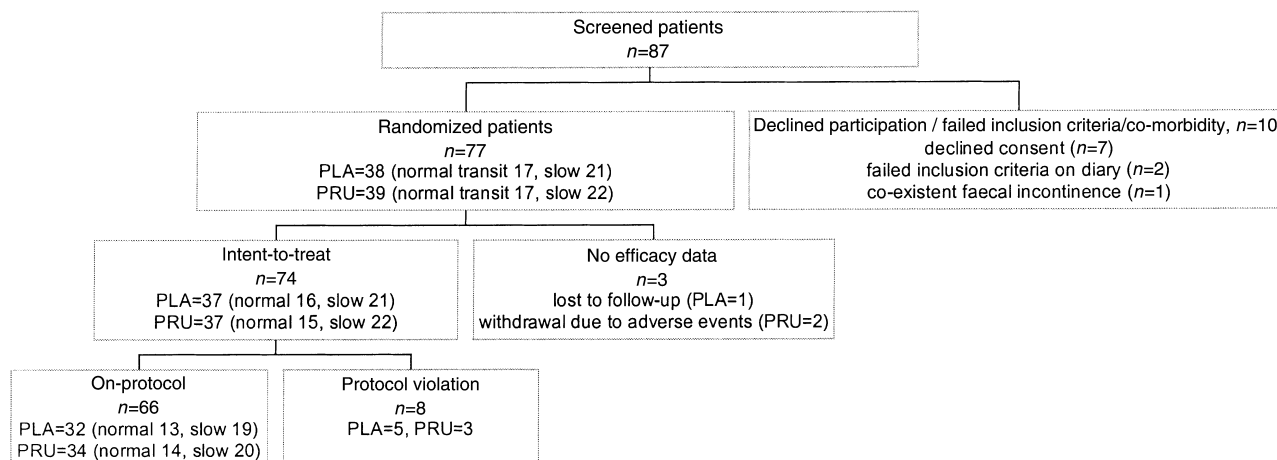 Screened patients
n=87
Randomized patients
n=77
PLA=38 (normal transit 17, slow 21)
PRU=39 (normal transit 17, slow 22)
Declined participation / failed inclusion criteria/co-morbidity, n=10
declined consent (n=7)
failed inclusion criteria on diary (n=2)
co-existent faecal incontinence (n=1)
Intent-to-treat
n=74
PLA=37 (normal 16, slow 21)
PRU=37 (normal 15, slow 22)
No efficacy data
n=3
lost to follow-up (PLA=1)
withdrawal due to adverse events (PRU=2)
On-protocol
n=66
PLA=32 (normal 13, slow 19)
PRU=34 (normal 14, slow 20)
Protocol violation
n=8
PLA=5, PRU=3